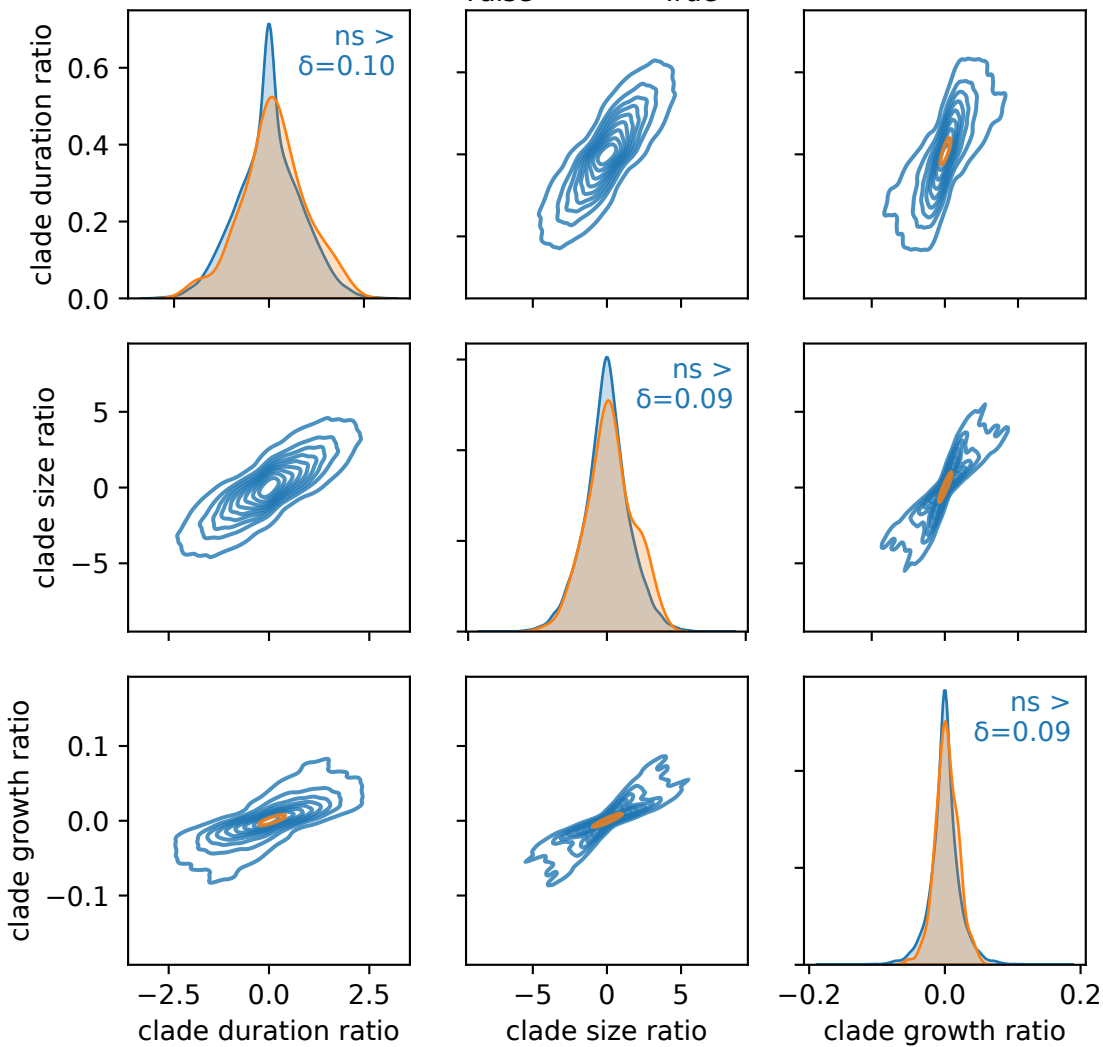 clade duration ratio
0.6
0.4
0.2
0.0
ns >
δ=0.10
clade size ratio
5
0
−5
ns >
δ=0.09
clade growth ratio
0.1
0.0
−0.1
ns >
δ=0.09
−2.5 0.0 2.5
−5 0 5
−0.2 0.0 0.2
clade duration ratio
clade size ratio
clade growth ratio